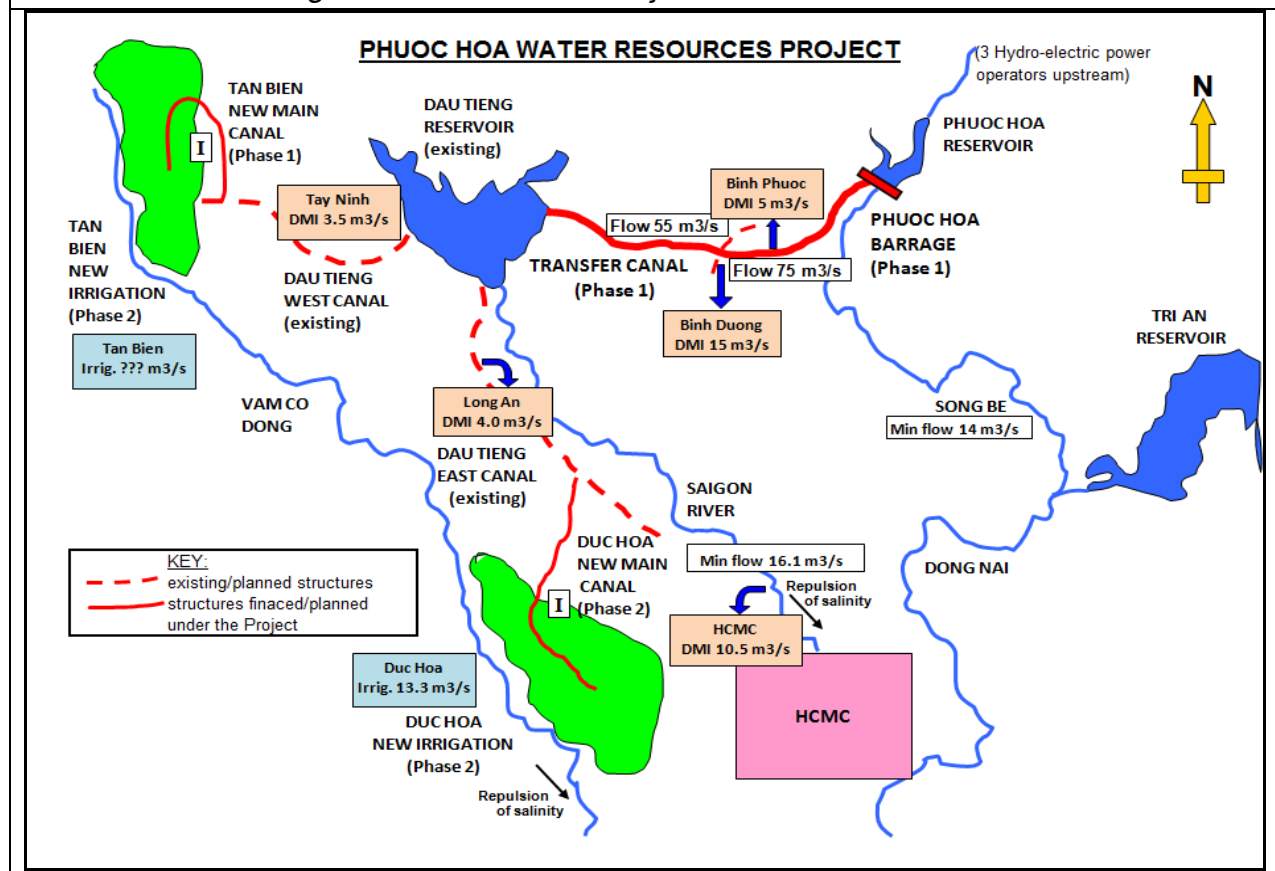 PHUOC HOA WATER RESOURCES PROJECT
(3 Hydro-electric power
operators upstream)
N
TAN BIEN
NEW MAIN
CANAL
(Phase 1)
I
DAU TIENG
RESERVOIR
(existing)
PHUOC HOA
RESERVOIR
Tay Ninh
DMI 3.5 m3/s
Binh Phuoc
DMI 5 m3/s
Flow 55 m3/s
Flow 75 m3/s
PHUOC HOA
BARRAGE
(Phase 1)
TRANSFER CANAL
(Phase 1)
TAN
BIEN
NEW
IRRIGATION
(Phase 2)
DAU TIENG
WEST CANAL
(existing)
Binh Duong
DMI 15 m3/s
TRI AN
RESERVOIR
Tan Bien
Irrig. ??? m3/s
VAM CO
DONG
Long An
DMI 4.0 m3/s
SONG BE
Min flow 14 m3/s
DAU TIENG
EAST CANAL
(existing)
SAIGON
RIVER
KEY:
existing/planned structures
structures finaced/planned
under the Project
DUC HOA
NEW MAIN
CANAL
(Phase 2)
I
Min flow 16.1 m3/s
DONG NAI
Repulsion
of salinity
HCMC
DMI 10.5 m3/s
Duc Hoa
Irrig. 13.3 m3/s
HCMC
DUC HOA
NEW IRRIGATION
(Phase 2)
Repulsion
of salinity